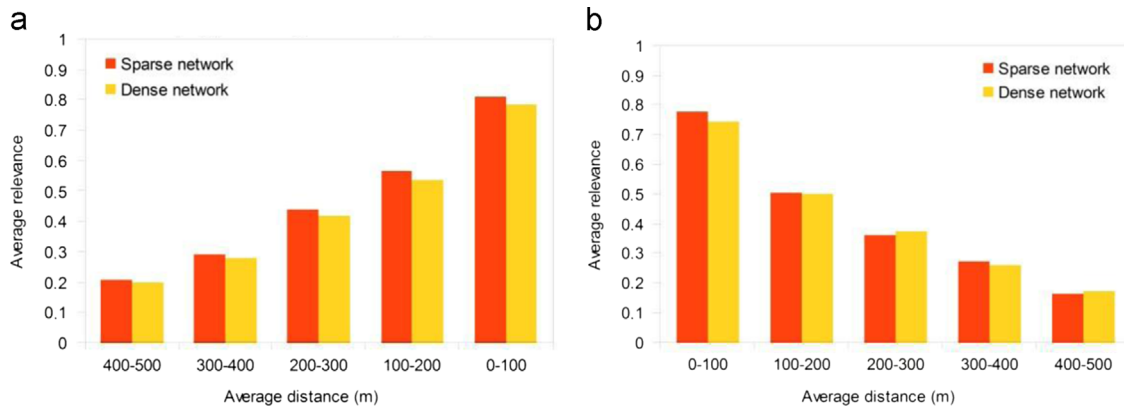 a
1
0.9
0.8
0.7
0.6
0.5
0.4
0.3
0.2
0.1
0
Average relevance
Sparse network
Dense network
400-500 300-400 200-300 100-200 0-100
Average distance (m)
b
1
0.9
0.8
0.7
0.6
0.5
0.4
0.3
0.2
0.1
0
Average relevance
Sparse network
Dense network
0-100 100-200 200-300 300-400 400-500
Average distance (m)